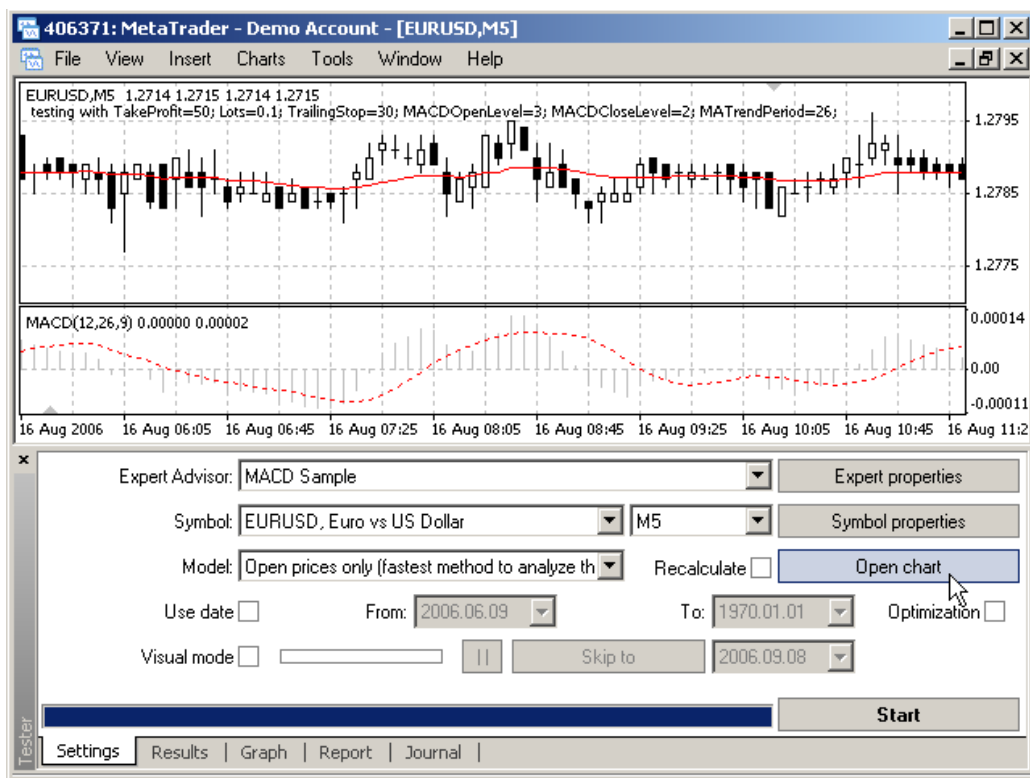 406371: MetaTrader - Demo Account - [EURUSD,M5]
File View Insert Charts Tools Window Help
EURUSD,M5 1.2714 1.2715 1.2714 1.2715
testing with TakeProfit=50; Lots=0.1; TrailingStop=30; MACDOpenLevel=3; MACDCloseLevel=2; MATrendPeriod=26;
1.2795
1.2785
1.2775
MACD(12,26,9) 0.00000 0.00002
0.00014
0.00
-0.00011
16 Aug 2006 16 Aug 06:05 16 Aug 06:45 16 Aug 07:25 16 Aug 08:05 16 Aug 08:45 16 Aug 09:25 16 Aug 10:05 16 Aug 10:45 16 Aug 11:2
Expert Advisor: MACD Sample Expert properties
Symbol: EURUSD, Euro vs US Dollar M5 Symbol properties
Model: Open prices only (fastest method to analyze th Recalculate Open chart
Use date From: 2006.06.09 To: 1970.01.01 Optimization
Visual mode Skip to 2006.09.08
Start
Tester
Settings Results Graph Report Journal